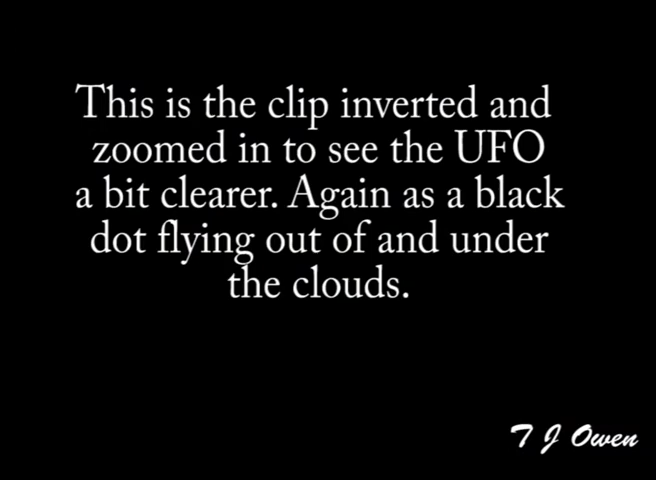 This is the clip inverted and
zoomed in to see the UFO
a bit clearer. Again as a black
dot flying out of and under
the clouds.
T J Owen